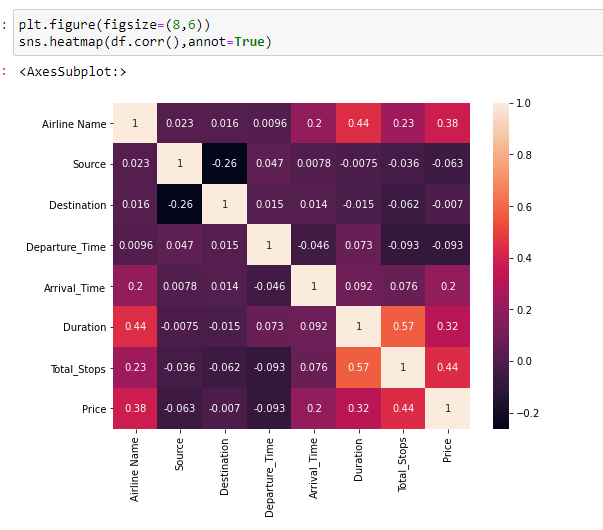 : plt.figure(figsize=(8,6))
sns.heatmap(df.corr(),annot=True)
: <AxesSubplot:>
Airline Name 1 0.023 0.016 0.0096 0.2 0.44 0.23 0.38
Source 0.023 1 -0.26 0.047 0.0078 -0.0075 -0.036 -0.063
Destination 0.016 -0.26 1 0.015 0.014 -0.015 -0.062 -0.007
Departure_Time 0.0096 0.047 0.015 1 -0.046 0.073 -0.093 -0.093
Arrival_Time 0.2 0.0078 0.014 -0.046 1 0.092 0.076 0.2
Duration 0.44 -0.0075 -0.015 0.073 0.092 1 0.57 0.32
Total_Stops 0.23 -0.036 -0.062 -0.093 0.076 0.57 1 0.44
Price 0.38 -0.063 -0.007 -0.093 0.2 0.32 0.44 1
Airline Name Source Destination Departure_Time Arrival_Time Duration Total_Stops Price
1.0
0.8
0.6
0.4
0.2
0.0
−0.2